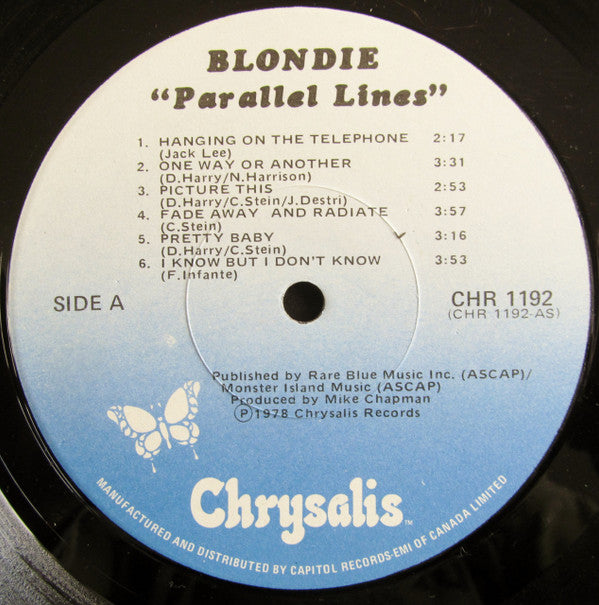 BLONDIE
"Parallel Lines"
1. HANGING ON THE TELEPHONE 2:17
(Jack Lee)
2. ONE WAY OR ANOTHER 3:31
(D.Harry/N.Harrison)
3. PICTURE THIS 2:53
(D.Harry/C.Stein/J.Destri)
4. FADE AWAY AND RADIATE 3:57
(C.Stein)
5. PRETTY BABY 3:16
(D.Harry/C.Stein)
6. I KNOW BUT I DON'T KNOW 3:53
(F.Infante)
SIDE A
CHR 1192
(CHR 1192-AS)
Published by Rare Blue Music Inc. (ASCAP)/
Monster Island Music (ASCAP)
Produced by Mike Chapman
℗1978 Chrysalis Records
Chrysalis™
MANUFACTURED AND DISTRIBUTED BY CAPITOL RECORDS-EMI OF CANADA LIMITED